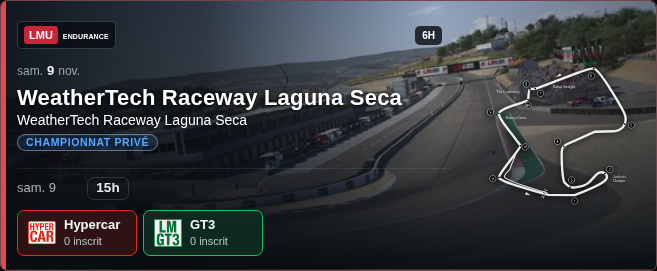 LMU ENDURANCE
6H
sam. 9 nov.
WeatherTech Raceway Laguna Seca
WeatherTech Raceway Laguna Seca
CHAMPIONNAT PRIVÉ
sam. 9 15h
HYPER CAR Hypercar
0 inscrit
LM GT3 GT3
0 inscrit